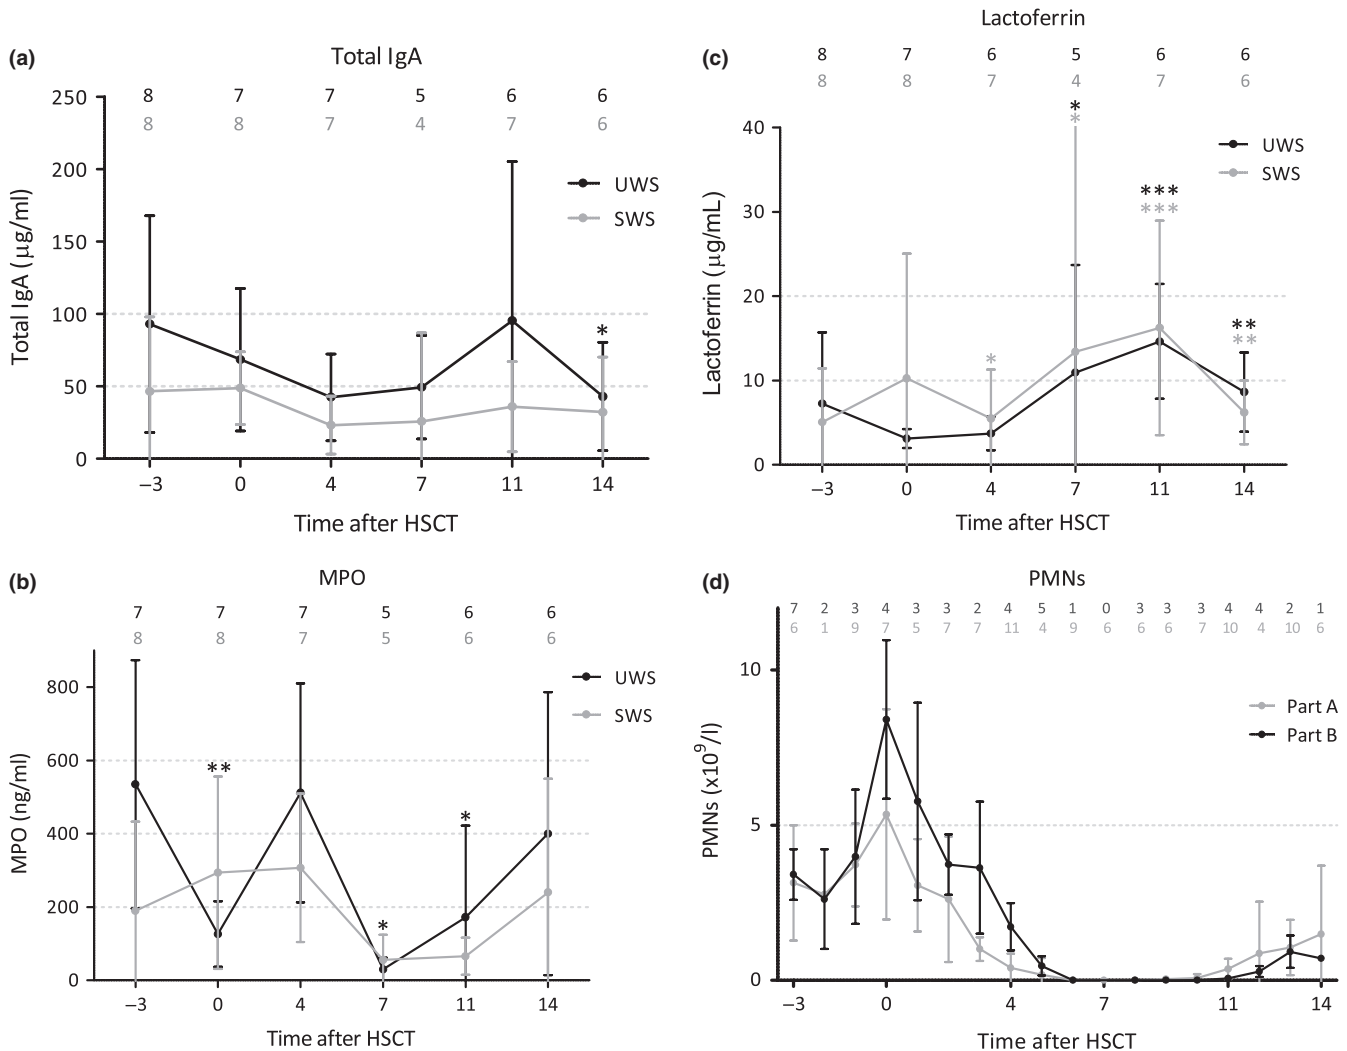 (a)
Total IgA
8 7 7 5 6 6
8 8 7 4 7 6
250
200
150
100
50
0
Total IgA (µg/ml)
UWS
SWS
*
–3 0 4 7 11 14
Time after HSCT
(c)
Lactoferrin
8 7 6 5 6 6
8 8 7 4 7 6
40
30
20
10
0
Lactoferrin (µg/mL)
UWS
SWS
* *** **
* * *** **
–3 0 4 7 11 14
Time after HSCT
(b)
MPO
7 7 7 5 6 6
8 8 7 5 6 6
800
600
400
200
0
MPO (ng/ml)
UWS
SWS
** * *
–3 0 4 7 11 14
Time after HSCT
(d)
PMNs
7 2 3 4 3 3 2 4 5 1 0 3 3 3 4 4 2 1
6 1 9 7 5 7 7 11 4 9 6 6 6 7 10 4 10 6
10
5
0
PMNs (x10⁹/l)
Part A
Part B
–3 0 4 7 11 14
Time after HSCT